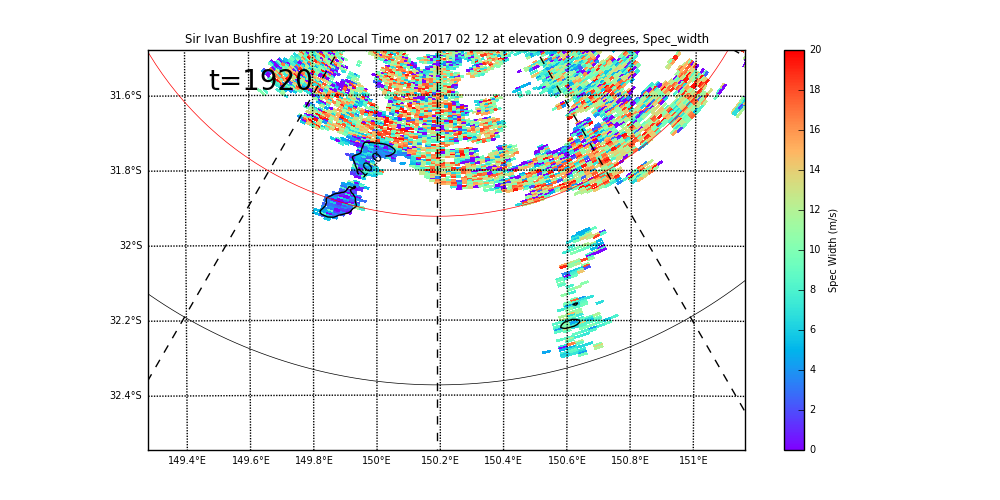 Sir Ivan Bushfire at 19:20 Local Time on 2017 02 12 at elevation 0.9 degrees, Spec_width
t=1920
31.6°S
31.8°S
32°S
32.2°S
32.4°S
149.4°E 149.6°E 149.8°E 150°E 150.2°E 150.4°E 150.6°E 150.8°E 151°E
20
18
16
14
12
10
8
6
4
2
0
Spec Width (m/s)